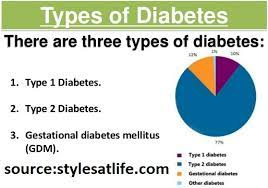 Types of Diabetes
There are three types of diabetes:
1. Type 1 Diabetes.
2. Type 2 Diabetes.
3. Gestational diabetes mellitus
(GDM).
source:stylesatlife.com
12%
1%
10%
77%
Type 1 diabetes
Type 2 diabetes
Gestational diabetes
Other diabetes